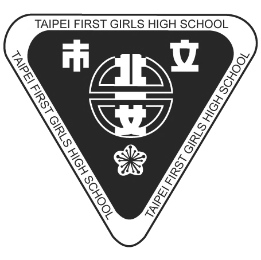 TAIPEI FIRST GIRLS HIGH SCHOOL
市 北 立
女
TAIPEI FIRST GIRLS HIGH SCHOOL
TAIPEI FIRST GIRLS HIGH SCHOOL